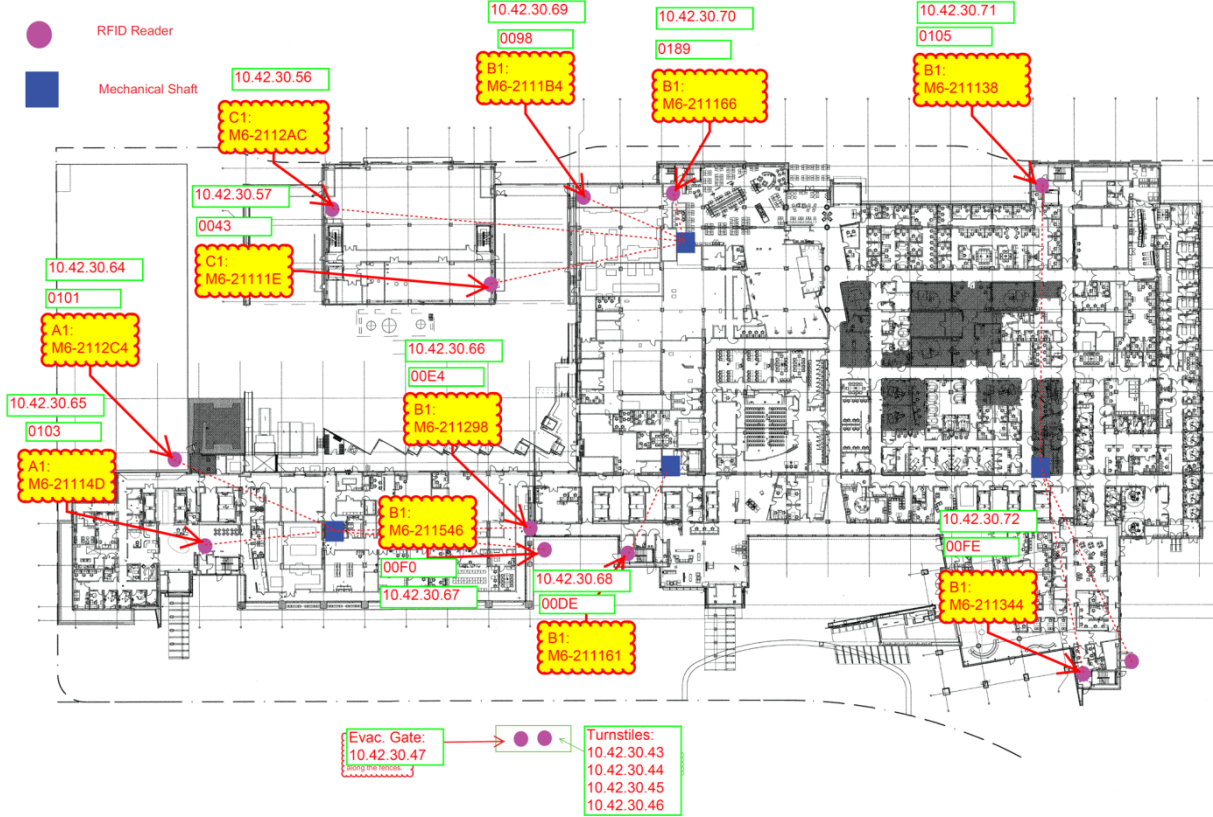 RFID Reader
Mechanical Shaft
10.42.30.69
0098
B1:
M6-2111B4
10.42.30.70
0189
B1:
M6-211166
10.42.30.71
0105
B1:
M6-211138
10.42.30.56
C1:
M6-2112AC
10.42.30.57
0043
C1:
M6-21111E
10.42.30.64
0101
A1:
M6-2112C4
10.42.30.65
0103
A1:
M6-21114D
10.42.30.66
00E4
B1:
M6-211298
B1:
M6-211546
00F0
10.42.30.67
10.42.30.68
00DE
B1:
M6-211161
10.42.30.72
00FE
B1:
M6-211344
Evac. Gate:
10.42.30.47
along the fences.
Turnstiles:
10.42.30.43
10.42.30.44
10.42.30.45
10.42.30.46